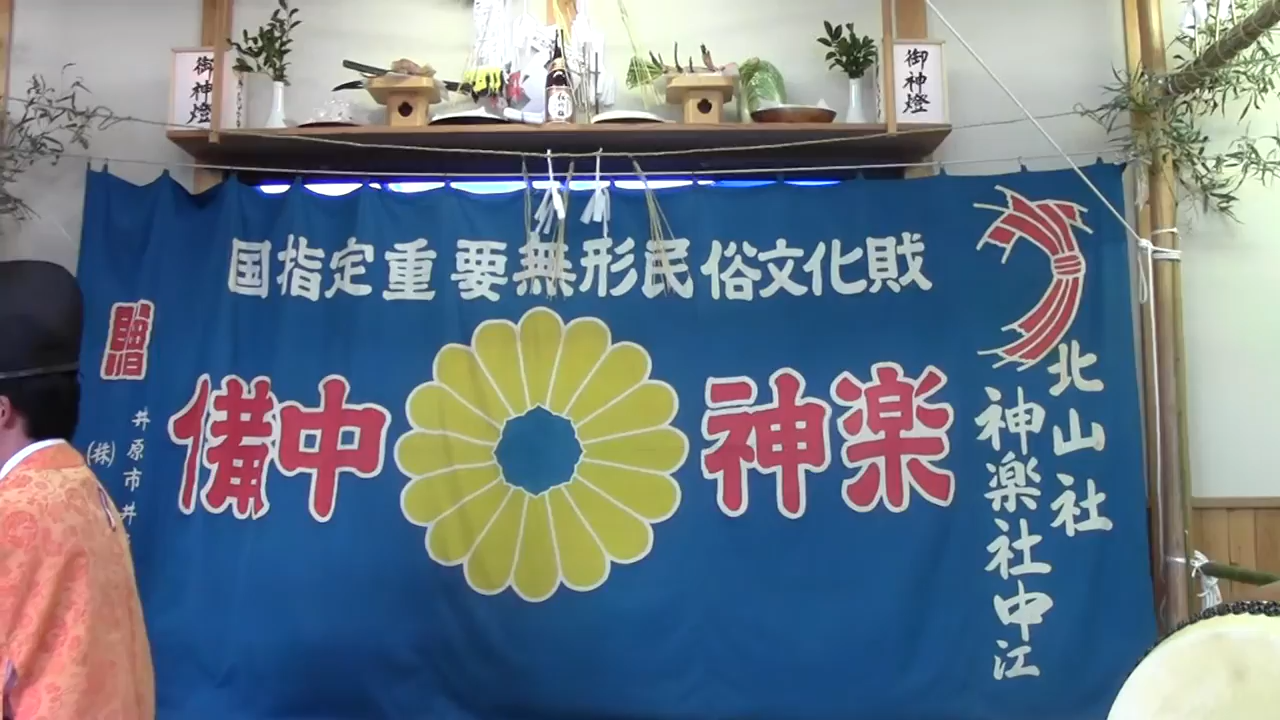 御神燈
御神燈
国指定重要無形民俗文化財
備中神楽
北山社
神楽社中江
贈
井原市井
㈱